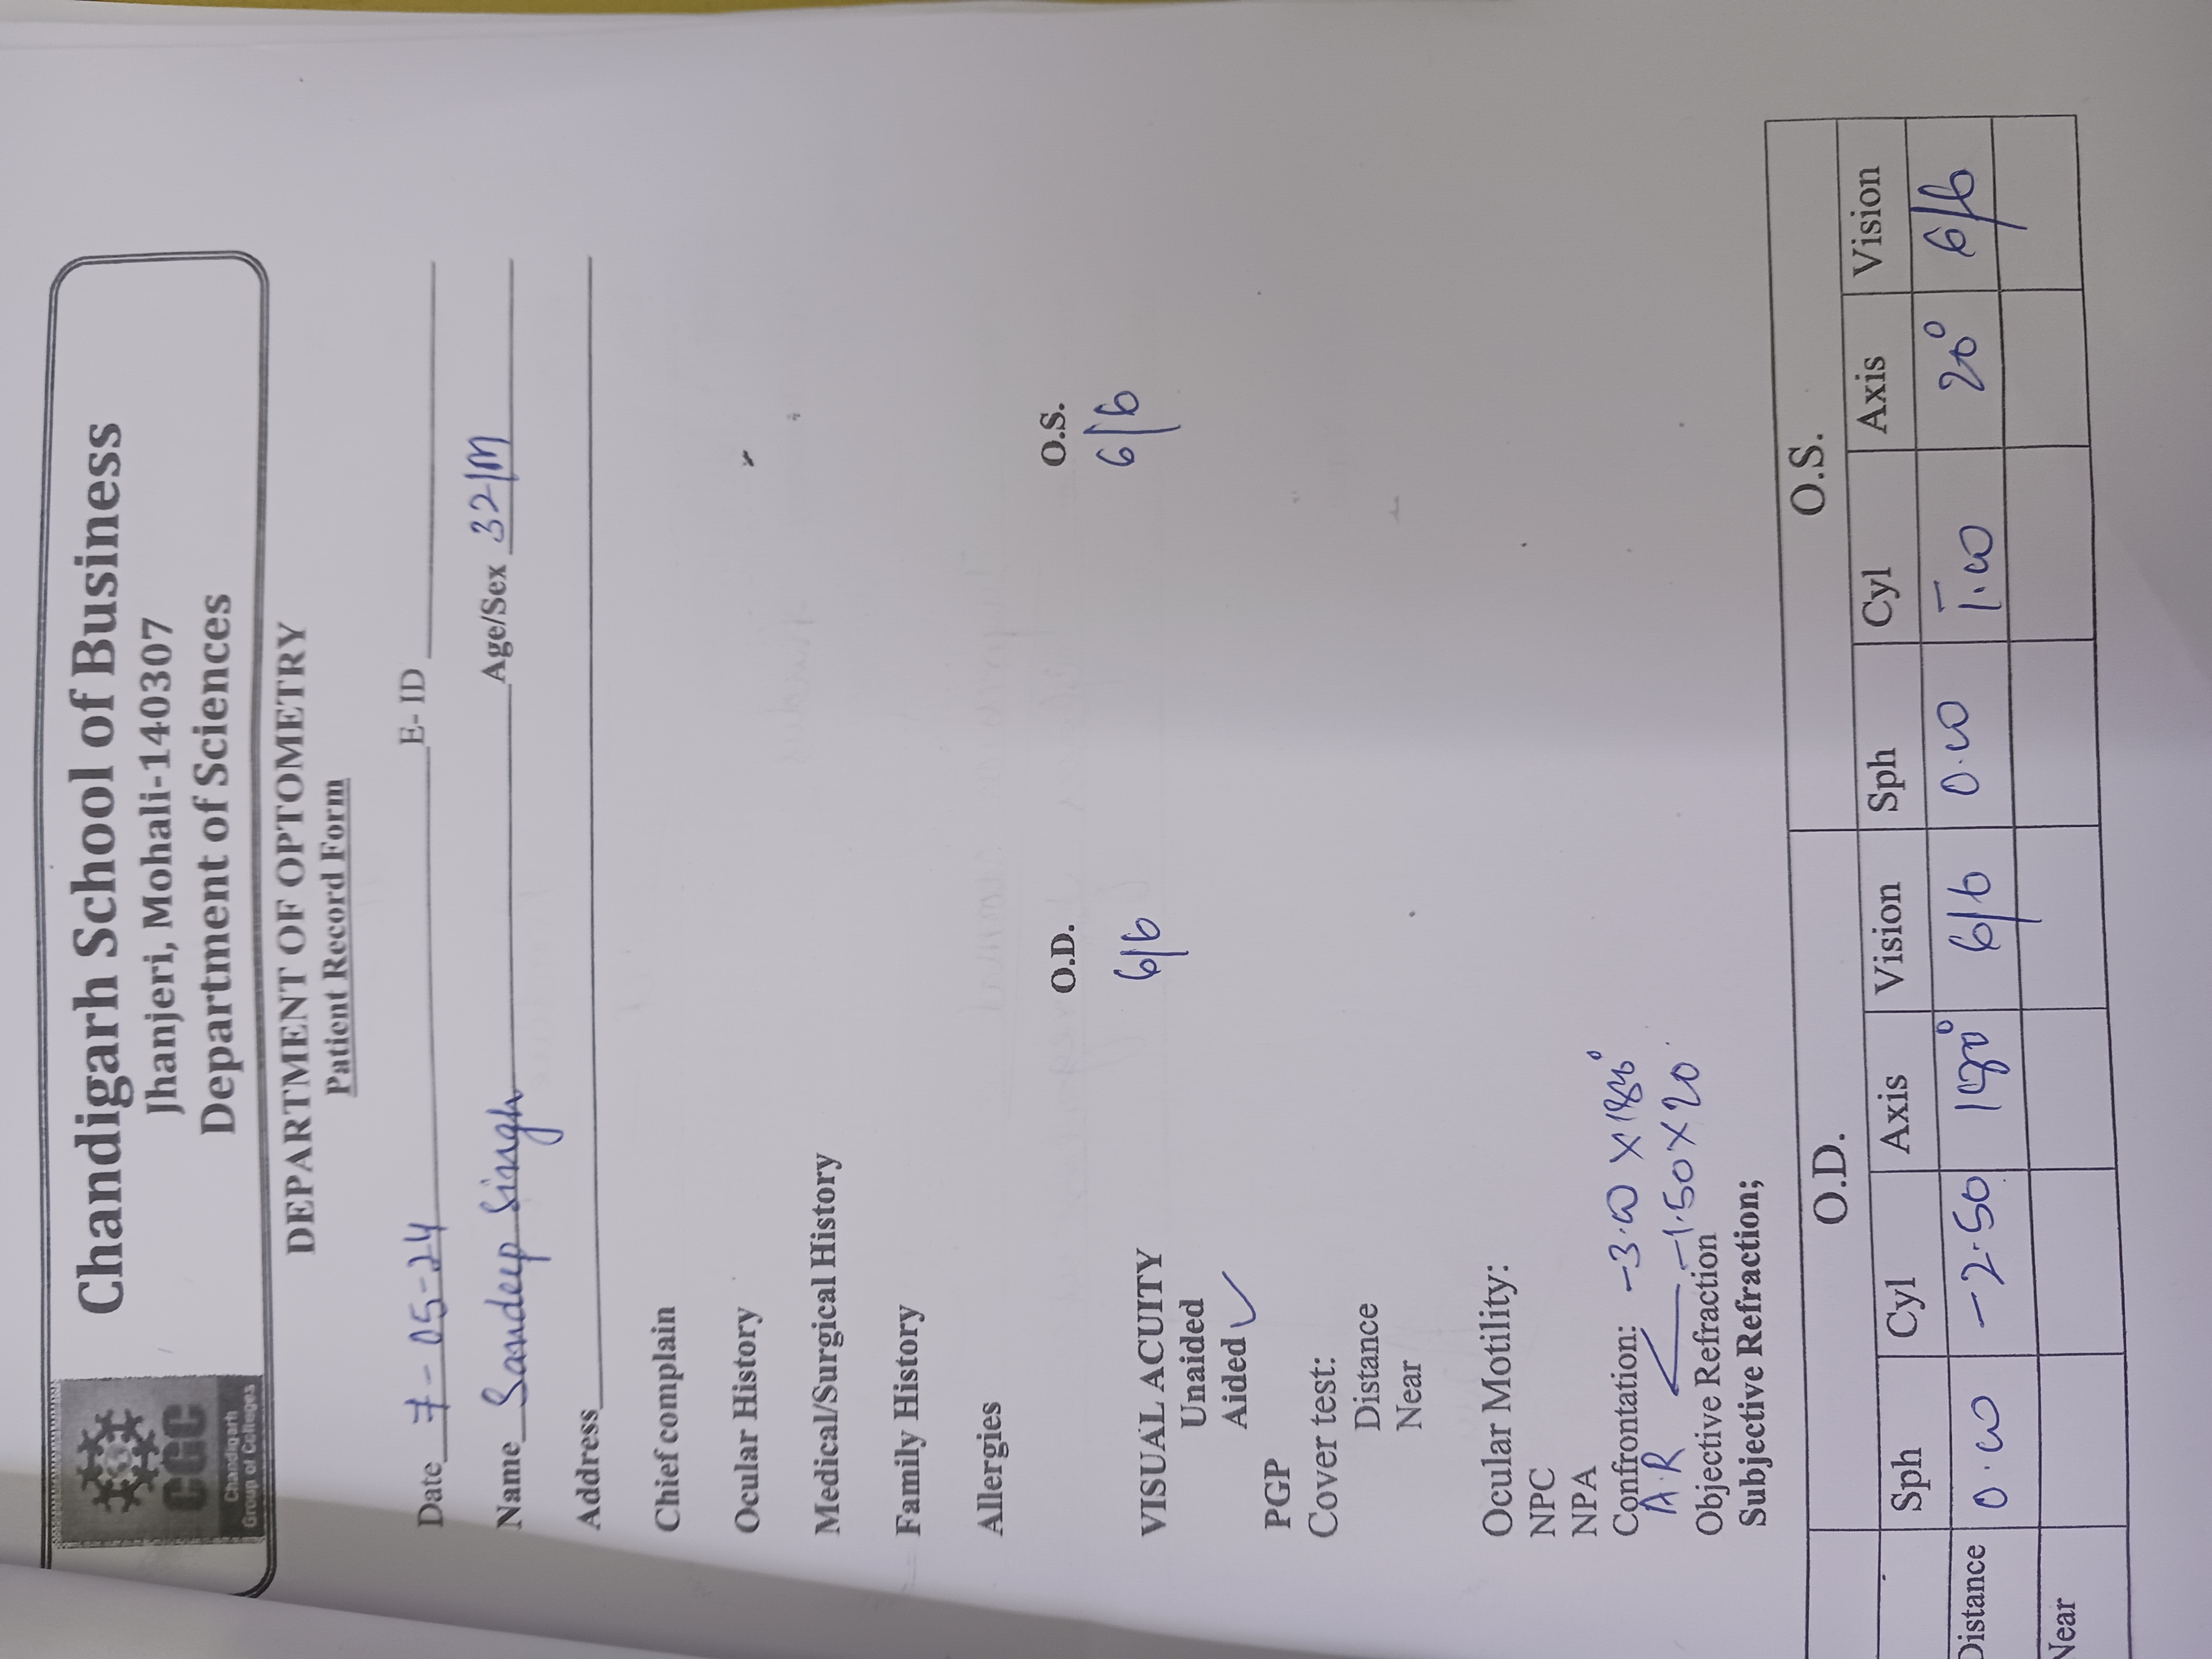 CGC
Chandigarh
Group of Colleges
Chandigarh School of Business
Jhanjeri, Mohali-140307
Department of Sciences
DEPARTMENT OF OPTOMETRY
Patient Record Form
Date 7-05-24 E- ID
Name Sandeep Singh Age/Sex 32/M
Address
Chief complain
Ocular History
Medical/Surgical History
Family History
Allergies
O.D. O.S.
VISUAL ACUITY 6/6 6/6
Unaided
Aided ✓
PGP
Cover test:
Distance
Near
Ocular Motility:
NPC
NPA
Confrontation: -3.00 X 180°
A.R < -1.50 X 20
Objective Refraction
Subjective Refraction;
O.D. O.S.
Sph Cyl Axis Vision Sph Cyl Axis Vision
Distance 0.00 -2.50 180° 6/6 0.00 -1.00 20° 6/6
Near